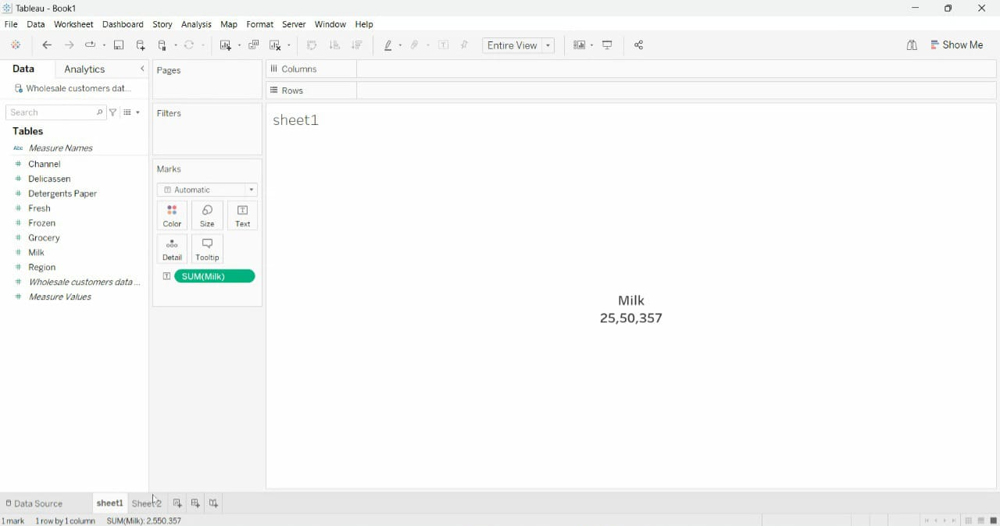 Tableau - Book1
File Data Worksheet Dashboard Story Analysis Map Format Server Window Help
Entire View
Show Me
Data Analytics
Wholesale customers dat...
Search
Tables
Abc Measure Names
Channel
Delicassen
Detergents Paper
Fresh
Frozen
Grocery
Milk
Region
Wholesale customers data ...
Measure Values
Pages
Filters
Marks
Automatic
Color Size Text
Detail Tooltip
SUM(Milk)
Columns
Rows
sheet1
Milk
25,50,357
Data Source sheet1 Sheet 2
1 mark 1 row by 1 column SUM(Milk): 2,550,357